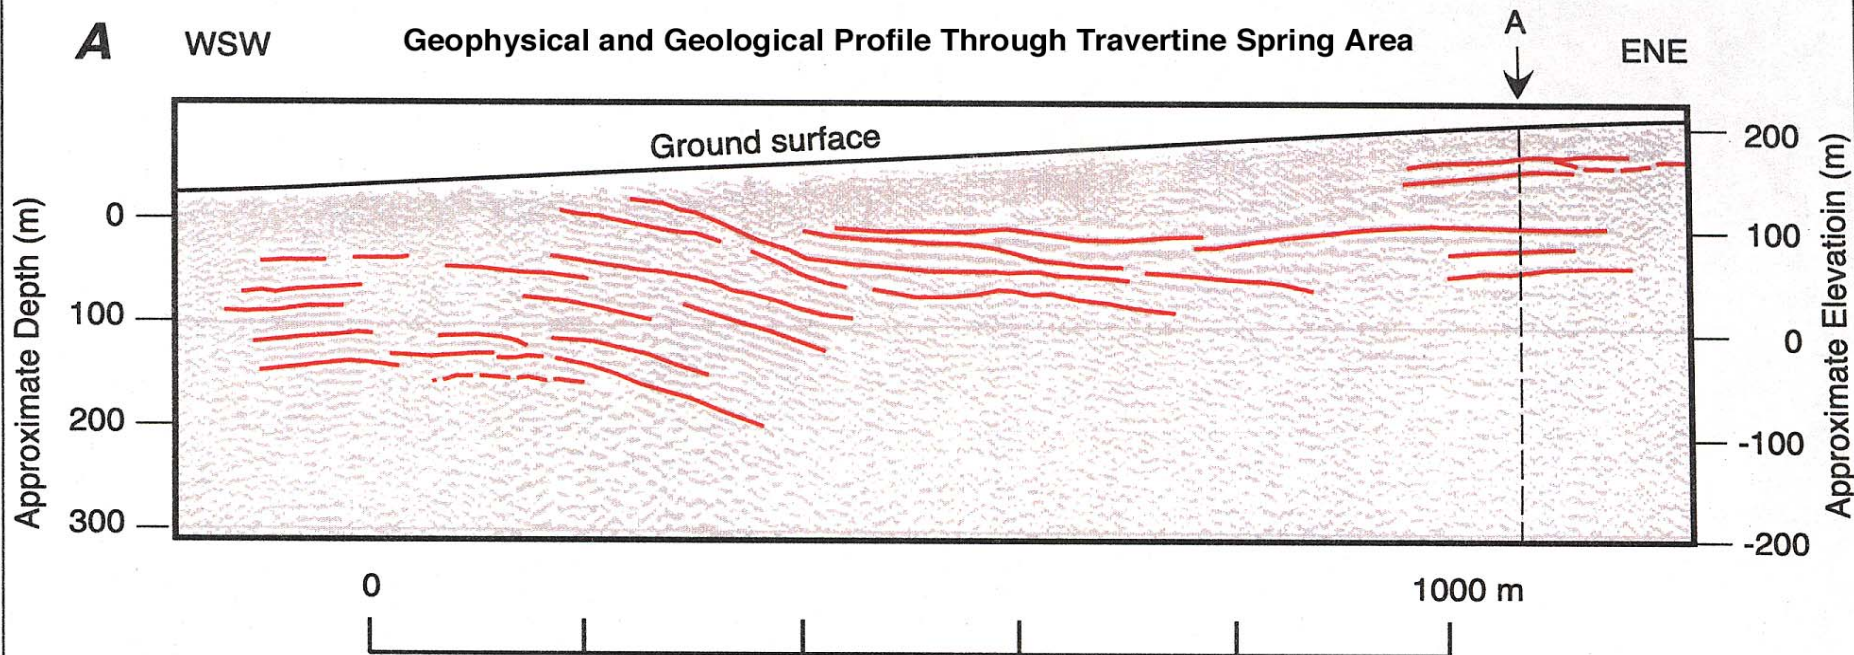 A WSW Geophysical and Geological Profile Through Travertine Spring Area A ENE
Ground surface
Approximate Depth (m)
0
100
200
300
200
100
0
-100
-200
Approximate Elevatoin (m)
0 1000 m